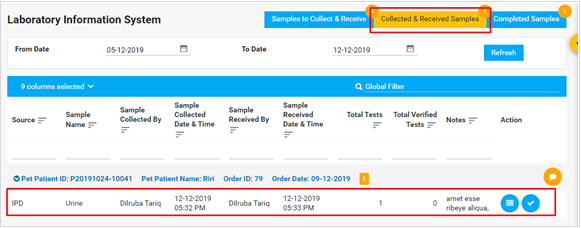 Laboratory Information System
Samples to Collect & Receive
Collected & Received Samples 1
Completed Samples 1
From Date 05-12-2019 To Date 12-12-2019 Refresh
9 columns selected Global Filter
Source Sample Name Sample Collected By Sample Collected Date & Time Sample Received By Sample Received Date & Time Total Tests Total Verified Tests Notes Action
Pet Patient ID: P20191024-10041 Pet Patient Name: Riri Order ID: 79 Order Date: 09-12-2019 1
IPD Urine Dilruba Tariq 12-12-2019 05:32 PM Dilruba Tariq 12-12-2019 05:33 PM 1 0 amet esse ribeye aliqua,